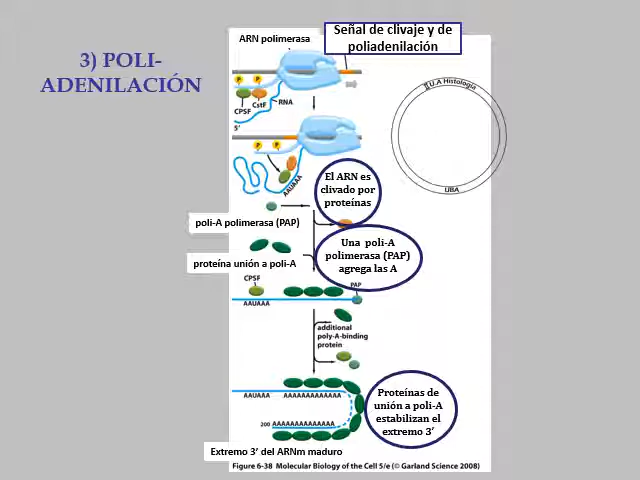 3) POLI-
ADENILACIÓN
ARN polimerasa
Señal de clivaje y de
poliadenilación
P P
CPSF
CstF
RNA
5'
P P
AAUAAA
El ARN es
clivado por
proteínas
II U.A Histología
UBA
poli-A polimerasa (PAP)
Una poli-A
polimerasa (PAP)
agrega las A
proteína unión a poli-A
CPSF
PAP
AAUAAA
additional
poly-A-binding
protein
AAUAAA AAAAAAAAAAAAA
200 AAAAAAAAAAAAAA
Proteínas de
unión a poli-A
estabilizan el
extremo 3'
Extremo 3' del ARNm maduro
Figure 6-38 Molecular Biology of the Cell 5/e (© Garland Science 2008)